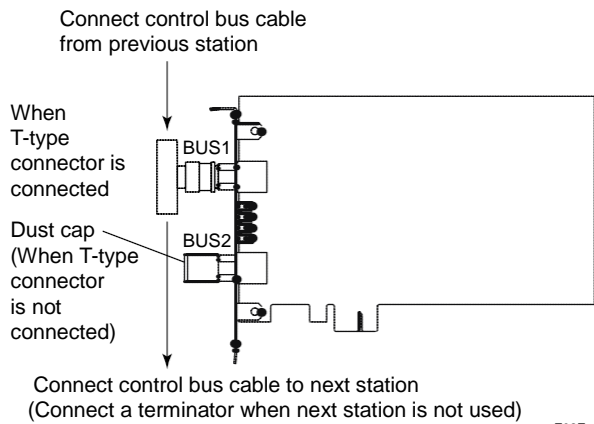 Connect control bus cable
from previous station
When
T-type
connector is
connected
BUS1
Dust cap
(When T-type
connector
is not
connected)
BUS2
Connect control bus cable to next station
(Connect a terminator when next station is not used)